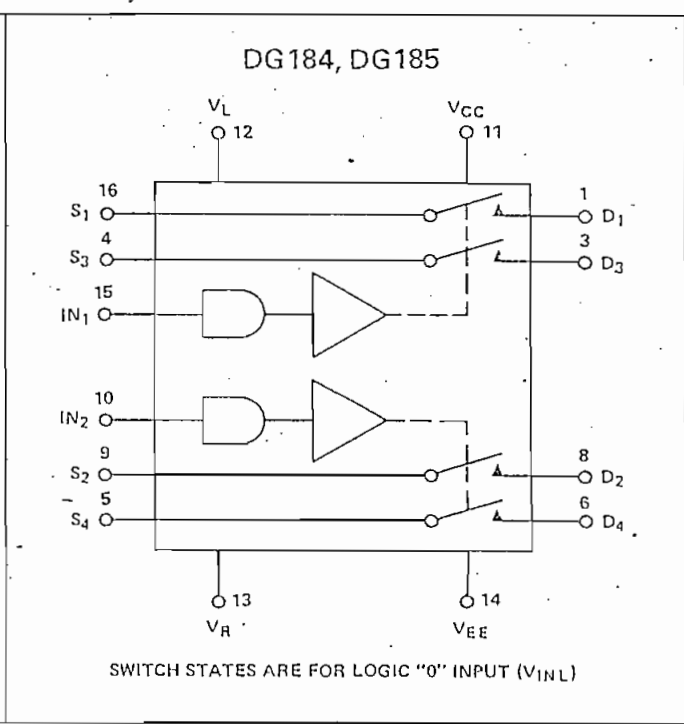 DG184, DG185
VL VCC
12 11
16 1
S1 D1
4 3
S3 D3
15
IN1
10
IN2
9 8
S2 D2
5 6
S4 D4
13 14
VR VEE
SWITCH STATES ARE FOR LOGIC "0" INPUT (VINL)